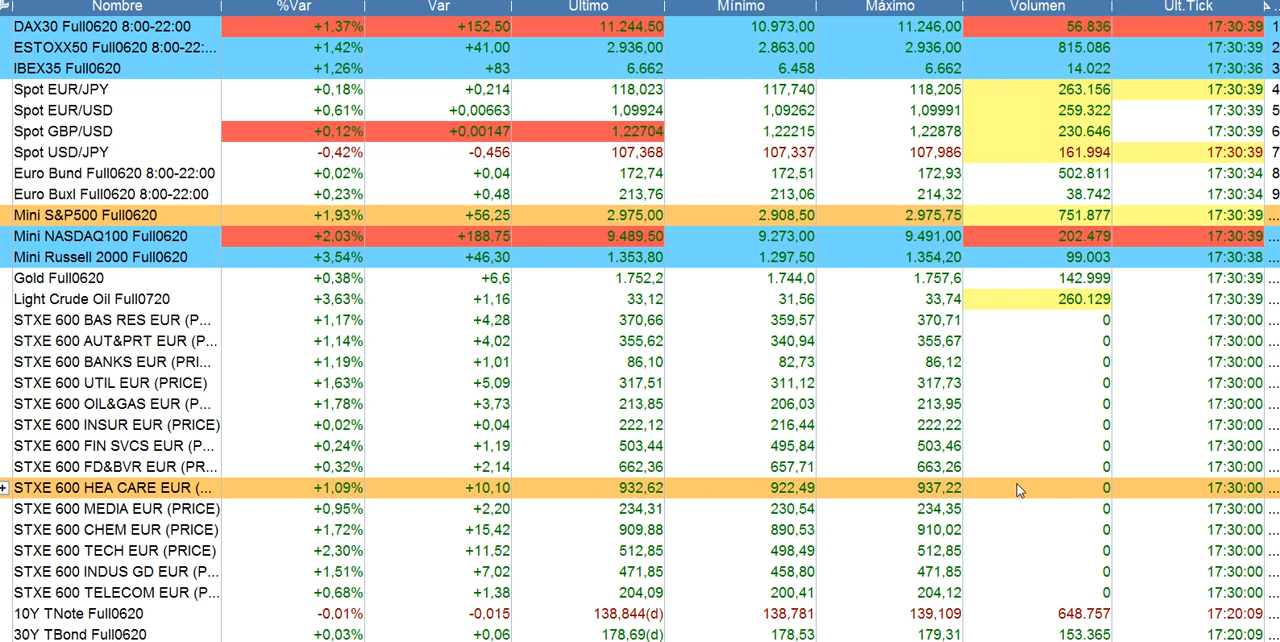 Nombre %Var Var Último Mínimo Máximo Volumen Últ.Tick
DAX30 Full0620 8:00-22:00 +1,37% +152,50 11.244,50 10.973,00 11.246,00 56.836 17:30:39 1
ESTOXX50 Full0620 8:00-22:... +1,42% +41,00 2.936,00 2.863,00 2.936,00 815.086 17:30:39 2
IBEX35 Full0620 +1,26% +83 6.662 6.458 6.662 14.022 17:30:36 3
Spot EUR/JPY +0,18% +0,214 118,023 117,740 118,205 263.156 17:30:39 4
Spot EUR/USD +0,61% +0,00663 1,09924 1,09262 1,09991 259.322 17:30:39 5
Spot GBP/USD +0,12% +0,00147 1,22704 1,22215 1,22878 230.646 17:30:39 6
Spot USD/JPY -0,42% -0,456 107,368 107,337 107,986 161.994 17:30:39 7
Euro Bund Full0620 8:00-22:00 +0,02% +0,04 172,74 172,51 172,93 502.811 17:30:34 8
Euro Buxl Full0620 8:00-22:00 +0,23% +0,48 213,76 213,06 214,32 38.742 17:30:34 9
Mini S&P500 Full0620 +1,93% +56,25 2.975,00 2.908,50 2.975,75 751.877 17:30:39 ...
Mini NASDAQ100 Full0620 +2,03% +188,75 9.489,50 9.273,00 9.491,00 202.479 17:30:39 ...
Mini Russell 2000 Full0620 +3,54% +46,30 1.353,80 1.297,50 1.354,20 99.003 17:30:38 ...
Gold Full0620 +0,38% +6,6 1.752,2 1.744,0 1.757,6 142.999 17:30:39 ...
Light Crude Oil Full0720 +3,63% +1,16 33,12 31,56 33,74 260.129 17:30:39 ...
STXE 600 BAS RES EUR (P... +1,17% +4,28 370,66 359,57 370,71 0 17:30:00 ...
STXE 600 AUT&PRT EUR (P... +1,14% +4,02 355,62 340,94 355,67 0 17:30:00 ...
STXE 600 BANKS EUR (PRI... +1,19% +1,01 86,10 82,73 86,12 0 17:30:00 ...
STXE 600 UTIL EUR (PRICE) +1,63% +5,09 317,51 311,12 317,73 0 17:30:00 ...
STXE 600 OIL&GAS EUR (P... +1,78% +3,73 213,85 206,03 213,95 0 17:30:00 ...
STXE 600 INSUR EUR (PRICE) +0,02% +0,04 222,12 216,44 222,22 0 17:30:00 ...
STXE 600 FIN SVCS EUR (P... +0,24% +1,19 503,44 495,84 503,46 0 17:30:00 ...
STXE 600 FD&BVR EUR (PR... +0,32% +2,14 662,36 657,71 663,26 0 17:30:00 ...
STXE 600 HEA CARE EUR (... +1,09% +10,10 932,62 922,49 937,22 0 17:30:00 ...
STXE 600 MEDIA EUR (PRICE) +0,95% +2,20 234,31 230,54 234,35 0 17:30:00 ...
STXE 600 CHEM EUR (PRICE) +1,72% +15,42 909,88 890,53 910,02 0 17:30:00 ...
STXE 600 TECH EUR (PRICE) +2,30% +11,52 512,85 498,49 512,85 0 17:30:00 ...
STXE 600 INDUS GD EUR (P... +1,51% +7,02 471,85 458,80 471,85 0 17:30:00 ...
STXE 600 TELECOM EUR (P... +0,68% +1,38 204,09 200,41 204,12 0 17:30:00 ...
10Y TNote Full0620 -0,01% -0,015 138,844(d) 138,781 139,109 648.757 17:20:09 ...
30Y TBond Full0620 +0,03% +0,06 178,69(d) 178,53 179,31 153.365 17:20:09 ...